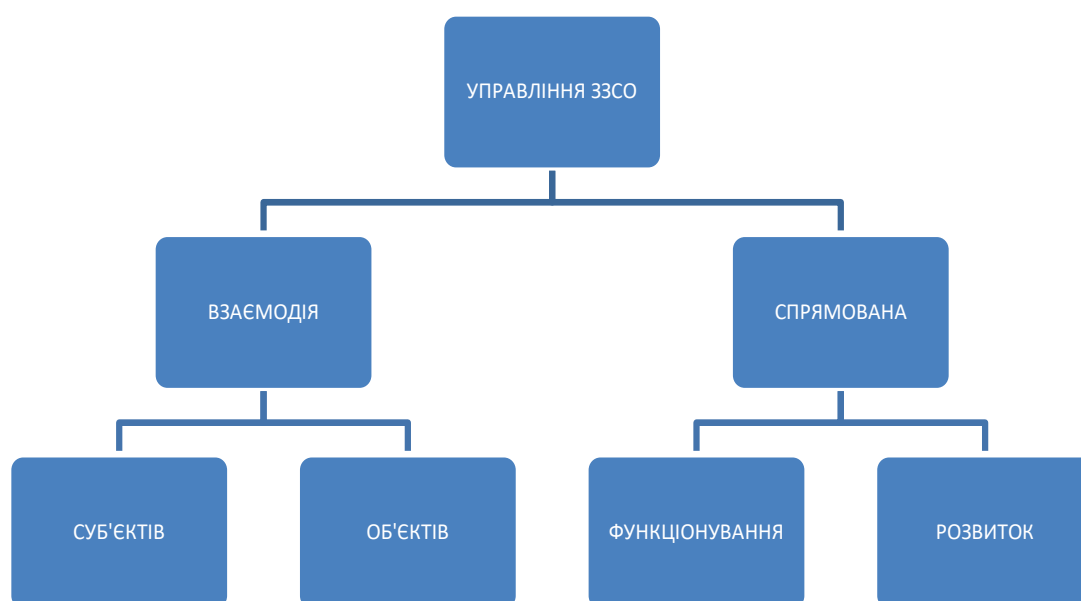 УПРАВЛІННЯ ЗЗСО
ВЗАЄМОДІЯ
СПРЯМОВАНА
СУБ'ЄКТІВ
ОБ'ЄКТІВ
ФУНКЦІОНУВАННЯ
РОЗВИТОК